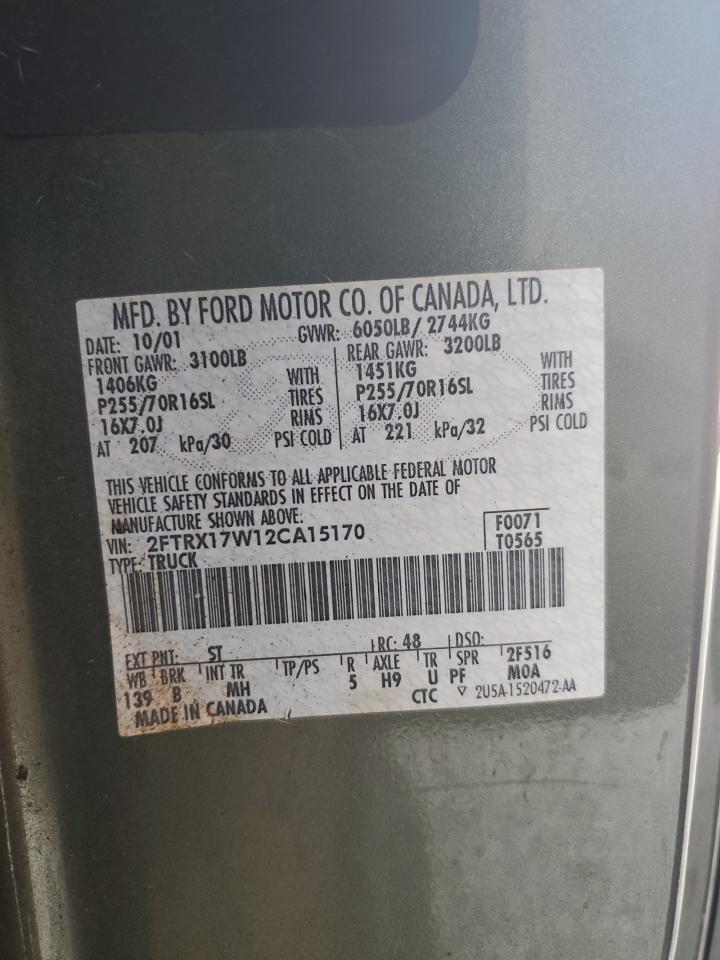 MFD. BY FORD MOTOR CO. OF CANADA, LTD.
DATE: 10/01 GVWR: 6050LB/ 2744KG
FRONT GAWR: 3100LB REAR GAWR: 3200LB
1406KG WITH 1451KG WITH
P255/70R16SL TIRES P255/70R16SL TIRES
16X7.0J RIMS 16X7.0J RIMS
AT 207 kPa/30 PSI COLD AT 221 kPa/32 PSI COLD
THIS VEHICLE CONFORMS TO ALL APPLICABLE FEDERAL MOTOR
VEHICLE SAFETY STANDARDS IN EFFECT ON THE DATE OF
MANUFACTURE SHOWN ABOVE.
VIN: 2FTRX17W12CA15170 F0071
TYPE: TRUCK T0565
EXT PNT: ST RC: 48 DSO:
WB BRK INT TR TP/PS R AXLE TR SPR 2F516
139 B MH 5 H9 U PF M0A
MADE IN CANADA CTC ▽ 2U5A-1520472-AA